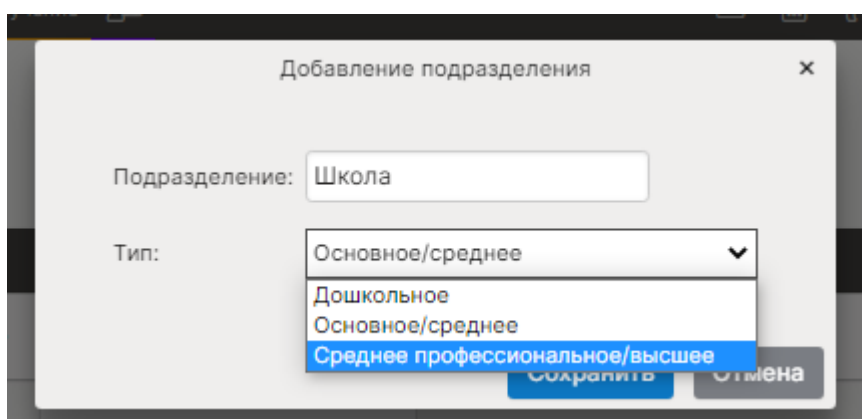 Добавление подразделения ×
Подразделение: Школа
Тип: Основное/среднее
Дошкольное
Основное/среднее
Среднее профессиональное/высшее
Сохранить Отмена